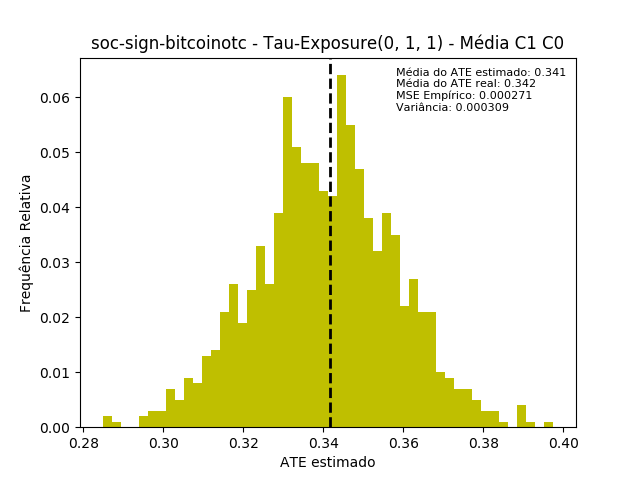 soc-sign-bitcoinotc - Tau-Exposure(0, 1, 1) - Média C1 C0
Média do ATE estimado: 0.341
Média do ATE real: 0.342
MSE Empírico: 0.000271
Variância: 0.000309
Frequência Relativa
0.06
0.05
0.04
0.03
0.02
0.01
0.00
0.28 0.30 0.32 0.34 0.36 0.38 0.40
ATE estimado